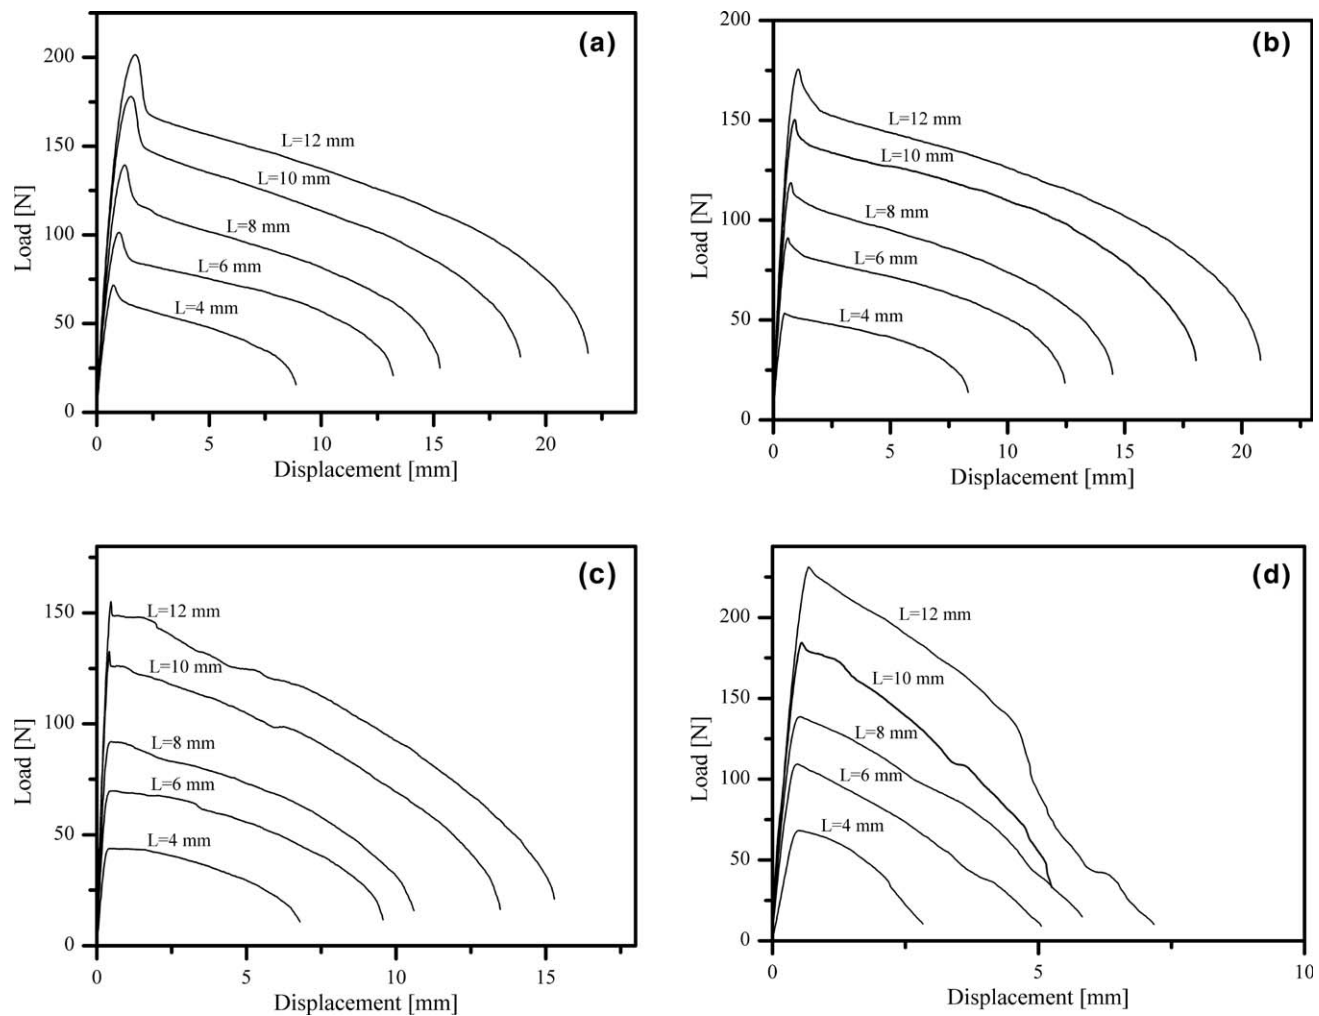 (a)
200
150
100
50
0
Load [N]
L=12 mm
L=10 mm
L=8 mm
L=6 mm
L=4 mm
0 5 10 15 20
Displacement [mm]
(b)
200
150
100
50
0
Load [N]
L=12 mm
L=10 mm
L=8 mm
L=6 mm
L=4 mm
0 5 10 15 20
Displacement [mm]
(c)
150
100
50
0
Load [N]
L=12 mm
L=10 mm
L=8 mm
L=6 mm
L=4 mm
0 5 10 15
Displacement [mm]
(d)
200
150
100
50
0
Load [N]
L=12 mm
L=10 mm
L=8 mm
L=6 mm
L=4 mm
0 5 10
Displacement [mm]